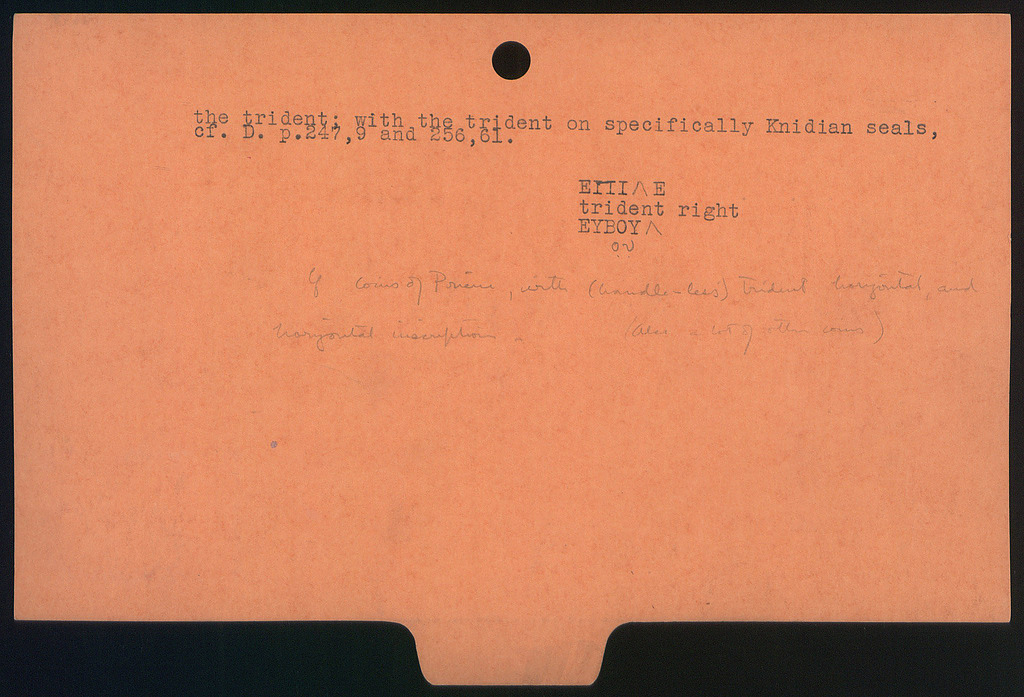 the trident; with the trident on specifically Knidian seals,
cf. D. p.247,9 and 256,61.
ΕΠΙΛΕ
trident right
ΕΥΒΟΥΛ
ου
Cf coins of Priene, with (handle-less) trident horizontal, and
horizontal inscription. (also a lot of other coins)